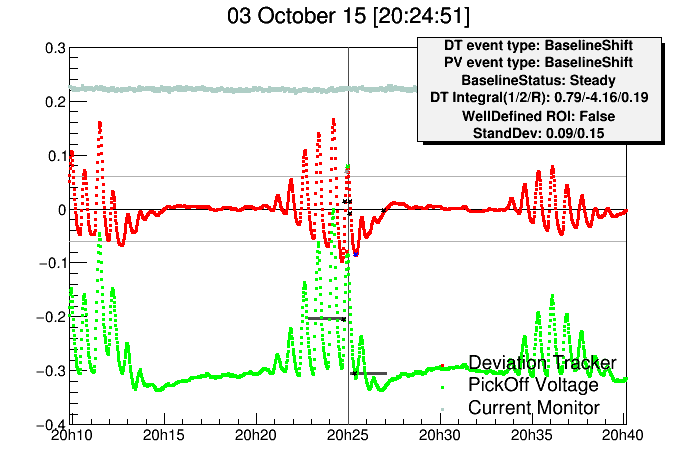 03 October 15 [20:24:51]
DT event type: BaselineShift
PV event type: BaselineShift
BaselineStatus: Steady
DT Integral(1/2/R): 0.79/-4.16/0.19
WellDefined ROI: False
StandDev: 0.09/0.15
0.3
0.2
0.1
0
−0.1
−0.2
−0.3
−0.4
Deviation Tracker
PickOff Voltage
Current Monitor
20h10 20h15 20h20 20h25 20h30 20h35 20h40